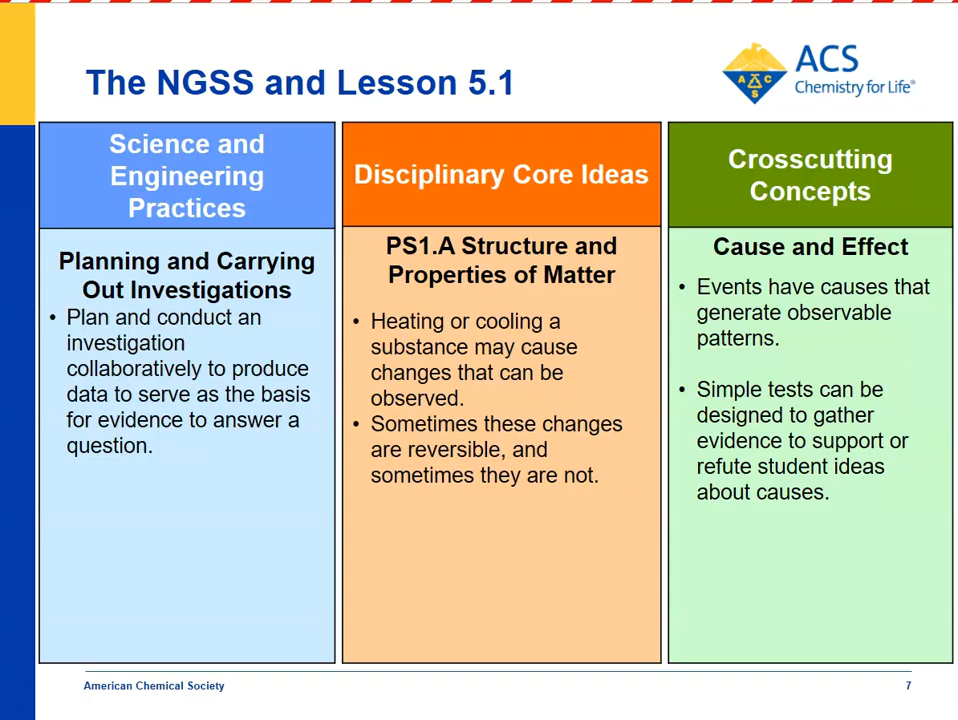 The NGSS and Lesson 5.1
A C S
ACS
Chemistry for Life®
Science and
Engineering
Practices
Planning and Carrying
Out Investigations
• Plan and conduct an
investigation
collaboratively to produce
data to serve as the basis
for evidence to answer a
question.
Disciplinary Core Ideas
PS1.A Structure and
Properties of Matter
• Heating or cooling a
substance may cause
changes that can be
observed.
• Sometimes these changes
are reversible, and
sometimes they are not.
Crosscutting
Concepts
Cause and Effect
• Events have causes that
generate observable
patterns.
• Simple tests can be
designed to gather
evidence to support or
refute student ideas
about causes.
American Chemical Society
7